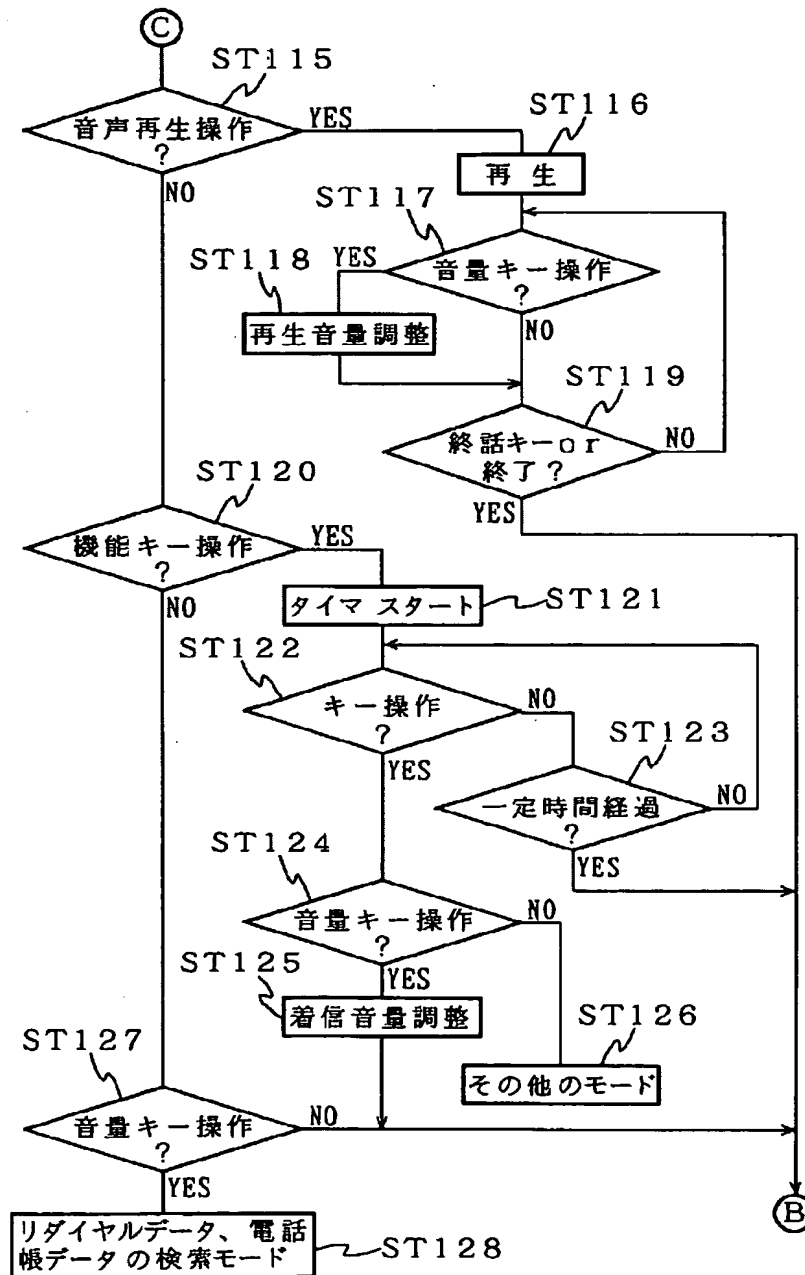 C
ST115
音声再生操作
?
YES
NO
ST116
再生
ST117
音量キー操作
?
YES
NO
ST118
再生音量調整
ST119
終話キーor
終了?
NO
YES
ST120
機能キー操作
?
YES
NO
タイマ スタート
ST121
ST122
キー操作
?
NO
YES
ST123
一定時間経過
?
NO
YES
ST124
音量キー操作
?
NO
YES
ST125
着信音量調整
ST126
その他のモード
ST127
音量キー操作
?
NO
YES
B
リダイヤルデータ、電話
帳データの検索モード
ST128